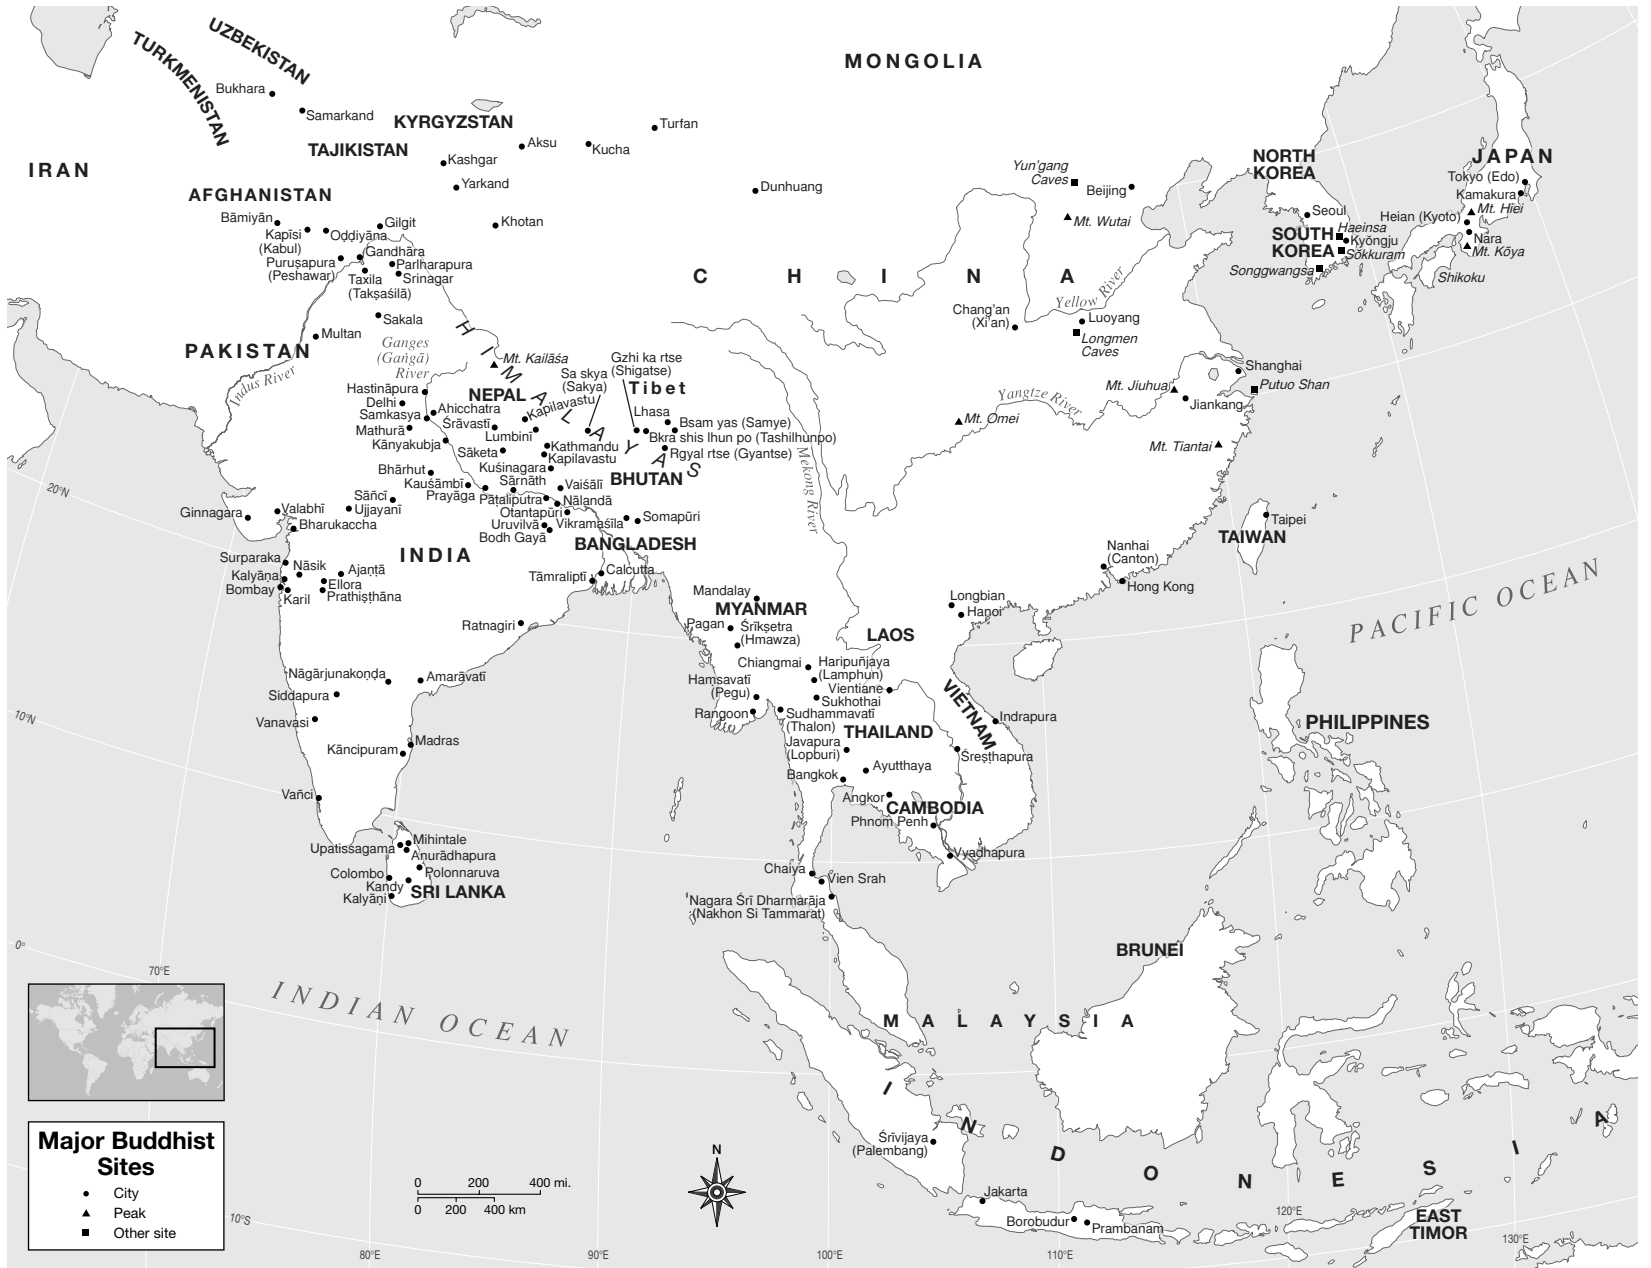 UZBEKISTAN
TURKMENISTAN
MONGOLIA
Bukhara
Samarkand
KYRGYZSTAN
Turfan
TAJIKISTAN
Aksu
Kucha
Kashgar
IRAN
Yarkand
Dunhuang
Yun'gang
Caves
Beijing
NORTH
KOREA
JAPAN
Tokyo (Edo)
Kamakura
AFGHANISTAN
Bāmiyān
Gilgit
Khotan
Kapīsī
(Kabul)
Oḍḍiyāna
Mt. Wutai
Seoul
Heian (Kyoto)
Mt. Hiei
SOUTH
KOREA
Haeinsa
Kyŏngju
Sŏkkuram
Nara
Mt. Kōya
Gandhāra
Puruṣapura
(Peshawar)
Parlharapura
Srinagar
Taxila
(Takṣaśilā)
CHINA
Songgwangsa
Shikoku
Yellow River
Sakala
Multan
Chang'an
(Xi'an)
Luoyang
Longmen
Caves
HIMALAYAS
Ganges
(Gaṅgā)
River
PAKISTAN
Indus River
Mt. Kailāśa
Gzhi ka rtse
(Shigatse)
Sa skya
(Sakya)
Tibet
Shanghai
Mt. Jiuhua
Putuo Shan
Jiankang
Yangtze River
Mt. Omei
Mt. Tiantai
Hastināpura
NEPAL
Delhi
Samkasya
Ahicchatra
Kapilavastu
Lhasa
Mathurā
Śrāvastī
Bsam yas (Samye)
Lumbinī
Bkra shis lhun po (Tashilhunpo)
Kānyakubja
Sāketa
Kathmandu
Kapilavastu
Rgyal rtse (Gyantse)
Mekong River
Bhārhut
Kuśinagara
BHUTAN
Kauśāmbī
Sārnāth
Vaiśālī
Prayāga
Pāṭaliputra
Nālandā
20°N
Sāñcī
Ujjayanī
Otantapūrī
Ginnagara
Valabhī
Bharukaccha
Uruvilvā
Vikramaśīla
Somapūrī
Bodh Gayā
Taipei
TAIWAN
INDIA
BANGLADESH
Nanhai
(Canton)
Surparaka
Nāsik
Ajaṇṭā
Kalyāṇa
Ellora
Calcutta
Tāmraliptī
Hong Kong
Bombay
Karil
Prathiṣṭhāna
Mandalay
Longbian
Hanoi
PACIFIC OCEAN
MYANMAR
Pagan
Śrīkṣetra
(Hmawza)
Ratnagiri
LAOS
Chiangmai
Haripuñjaya
(Lamphun)
Nāgārjunakoṇḍa
Amarāvatī
Haṃsavatī
(Pegu)
Vientiane
Sukhothai
VIETNAM
Siddapura
10°N
Vanavasi
Rangoon
Sudhammavatī
(Thalon)
Indrapura
PHILIPPINES
THAILAND
Madras
Kāncipuram
Javapura
(Lopburi)
Śreṣṭhapura
Ayutthaya
Bangkok
Vañci
Angkor
CAMBODIA
Phnom Penh
Mihintale
Upatissagama
Anurādhapura
Vyadhapura
Colombo
Polonnaruva
Chaiya
Vien Srah
Kandy
SRI LANKA
Kalyāṇi
Nagara Śrī Dharmarāja
(Nakhon Si Tammarat)
0°
70°E
BRUNEI
INDIAN OCEAN
MALAYSIA
INDONESIA
Śrīvijaya
(Palembang)
Major Buddhist
Sites
City
Peak
Other site
N
0 200 400 mi.
0 200 400 km
Jakarta
Borobudur
Prambanam
10°S
80°E
90°E
100°E
110°E
120°E
EAST
TIMOR
130°E